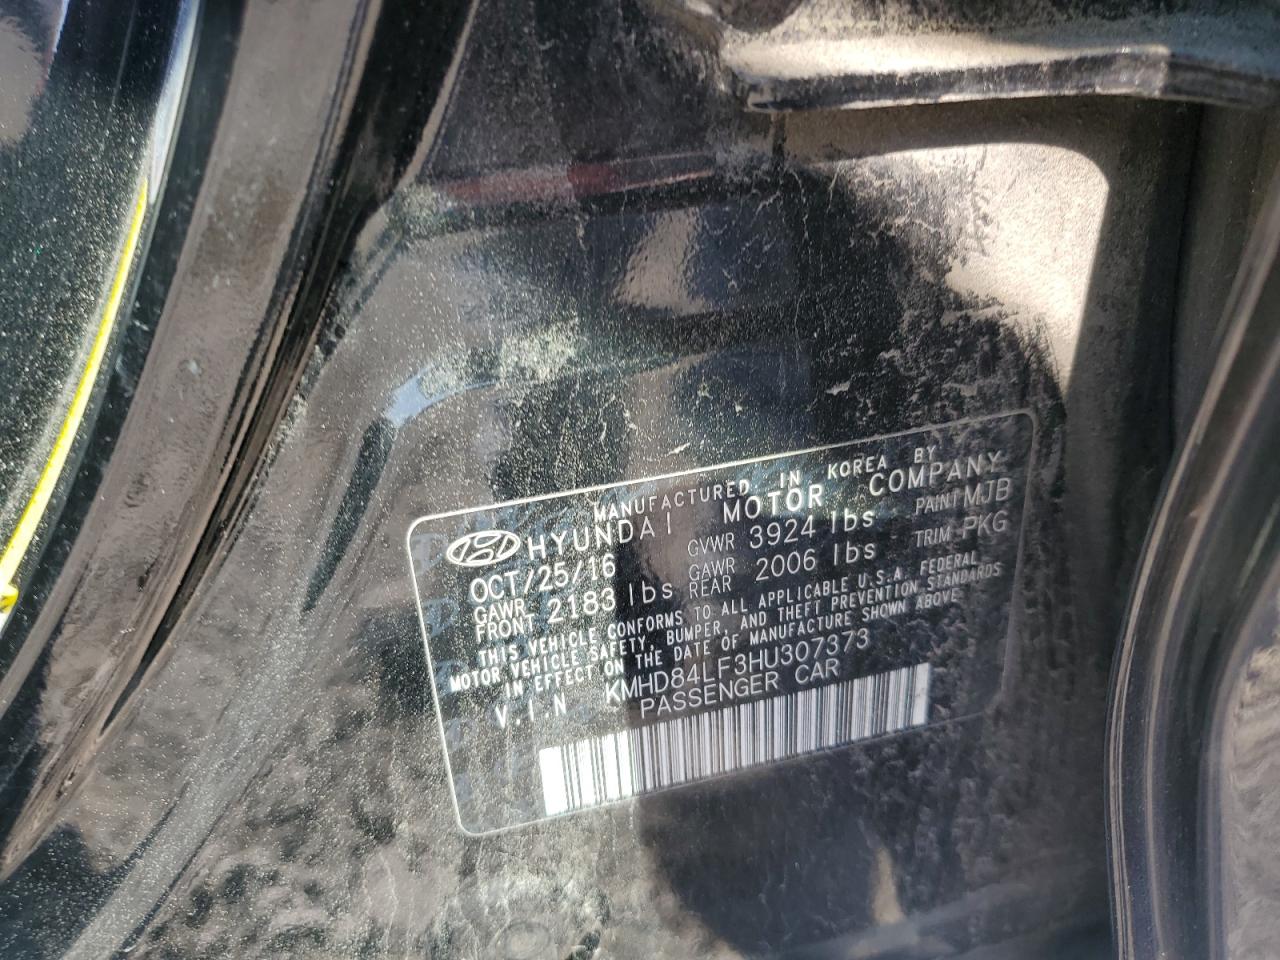 MANUFACTURED IN KOREA BY
HYUNDAI MOTOR COMPANY
OCT/25/16 GVWR 3924 lbs PAINT MJB
GAWR FRONT 2183 lbs GAWR REAR 2006 lbs TRIM PKG
THIS VEHICLE CONFORMS TO ALL APPLICABLE U.S.A. FEDERAL
MOTOR VEHICLE SAFETY, BUMPER, AND THEFT PREVENTION STANDARDS
IN EFFECT ON THE DATE OF MANUFACTURE SHOWN ABOVE.
V.I.N KMHD84LF3HU307373
PASSENGER CAR